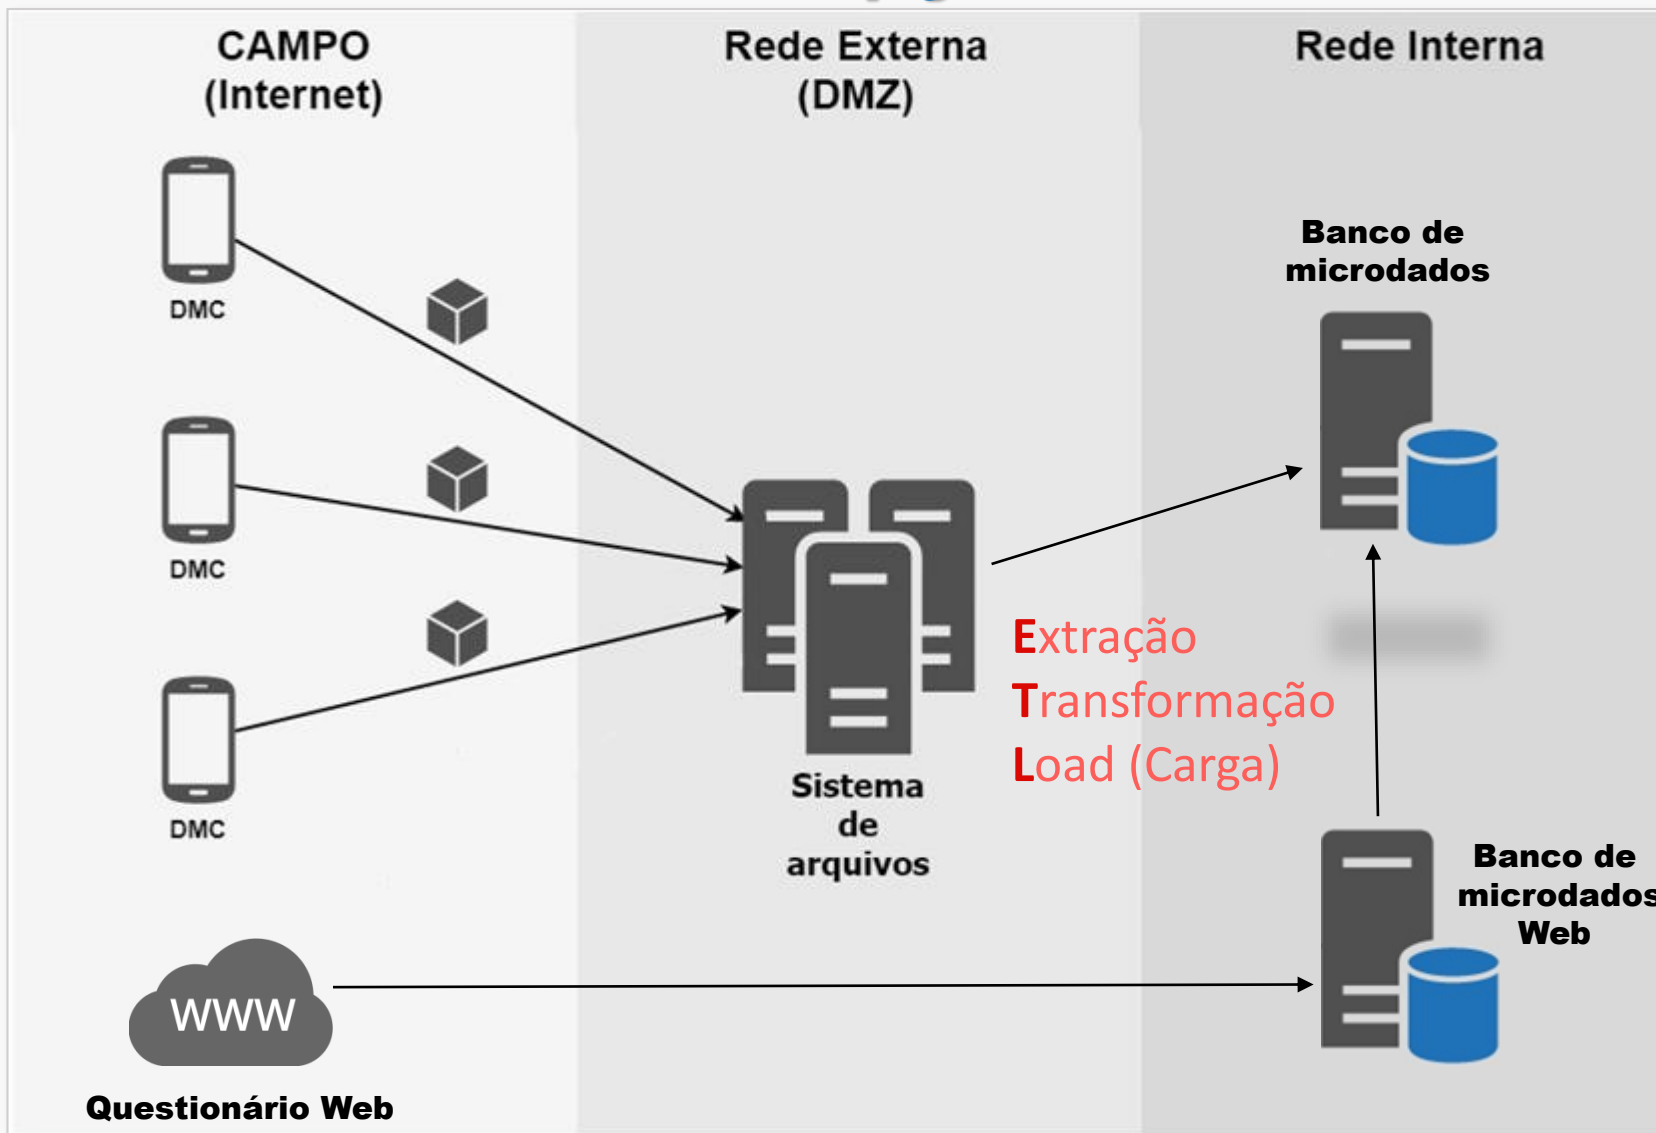 CAMPO
(Internet)
Rede Externa
(DMZ)
Rede Interna
DMC
DMC
DMC
Banco de
microdados
Extração
Transformação
Load (Carga)
Sistema
de
arquivos
Banco de
microdados
Web
WWW
Questionário Web